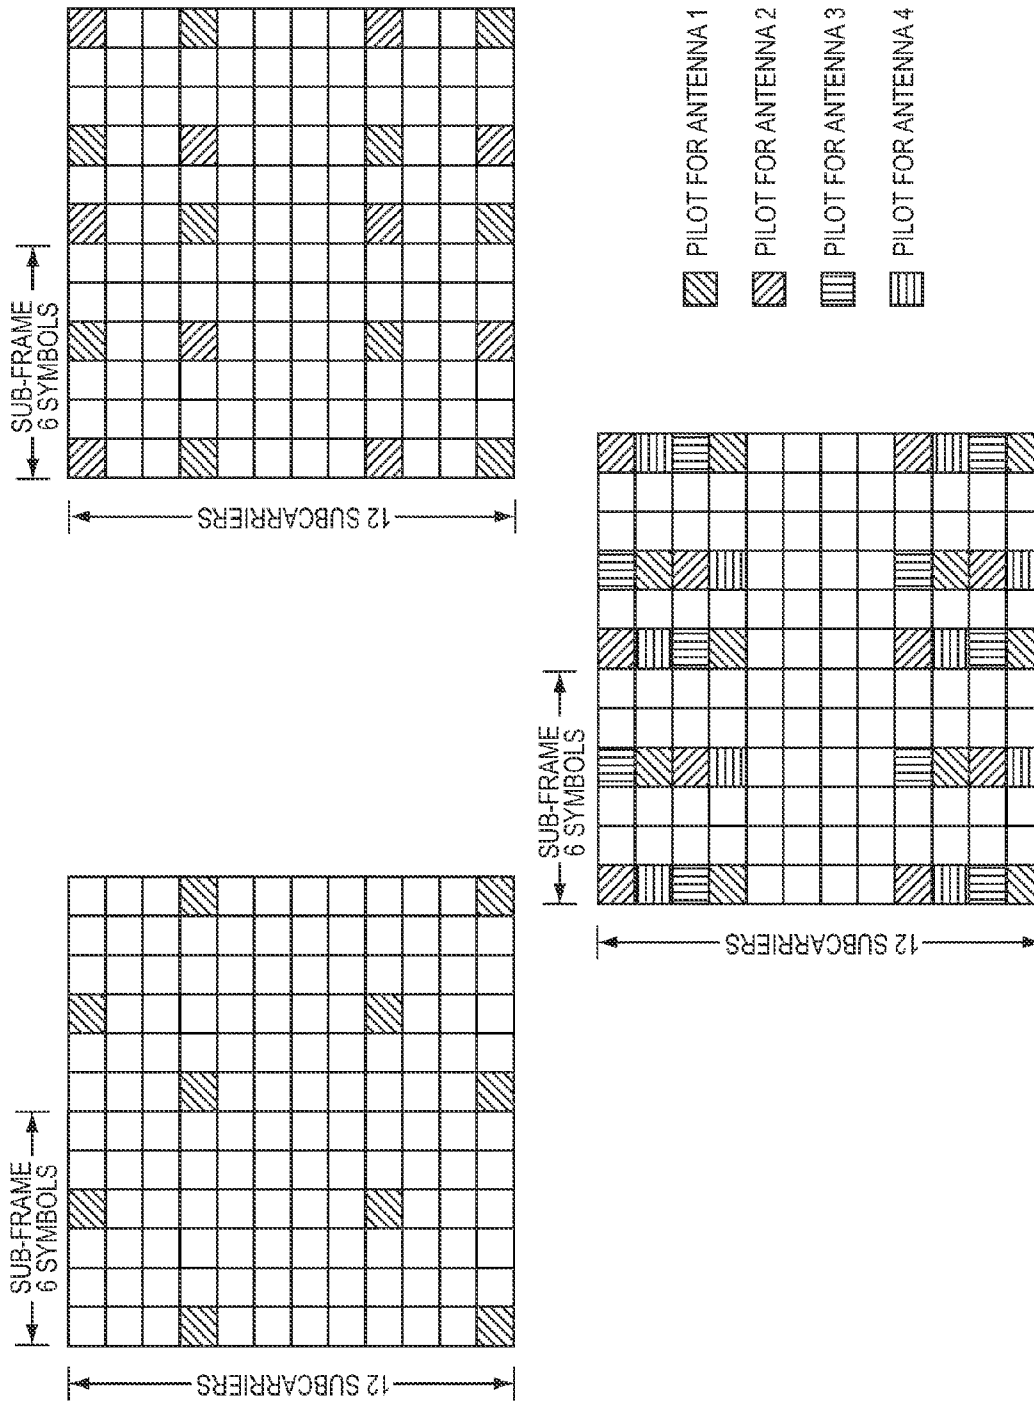 SUB-FRAME
6 SYMBOLS
12 SUBCARRIERS
SUB-FRAME
6 SYMBOLS
12 SUBCARRIERS
SUB-FRAME
6 SYMBOLS
12 SUBCARRIERS
PILOT FOR ANTENNA 1
PILOT FOR ANTENNA 2
PILOT FOR ANTENNA 3
PILOT FOR ANTENNA 4